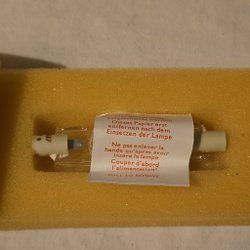 Dieses Papier erst
entfernen nach dem
Einsetzen der Lampe
Ne pas enlever la
bande qu'après avoir
inséré la lampe
Couper d'abord
l'alimentation!